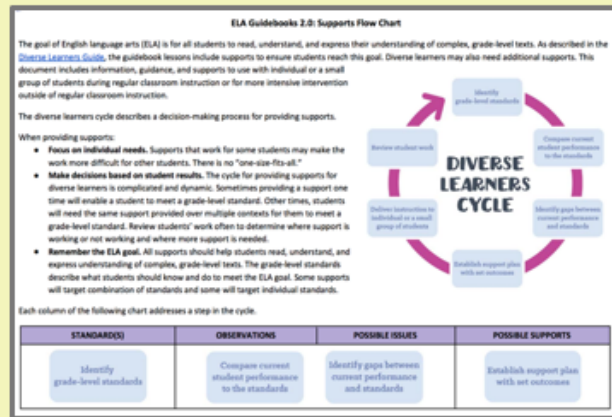 ELA Guidebooks 2.0: Supports Flow Chart
The goal of English language arts (ELA) is for all students to read, understand, and express their understanding of complex, grade-level texts. As described in the
Diverse Learners Guide, the guidebook lessons include supports to ensure students reach this goal. Diverse learners may also need additional supports. This
document includes information, guidance, and supports to use with individual or a small
group of students during regular classroom instruction or for more intensive intervention
outside of regular classroom instruction.
The diverse learners cycle describes a decision-making process for providing supports.
When providing supports:
● Focus on individual needs. Supports that work for some students may make the
work more difficult for other students. There is no "one-size-fits-all."
● Make decisions based on student results. The cycle for providing supports for
diverse learners is complicated and dynamic. Sometimes providing a support one
time will enable a student to meet a grade-level standard. Other times, students
will need the same support provided over multiple contexts for them to meet a
grade-level standard. Review students' work often to determine where support is
working or not working and where more support is needed.
● Remember the ELA goal. All supports should help students read, understand, and
express understanding of complex, grade-level texts. The grade-level standards
describe what students should know and do to meet the ELA goal. Some supports
will target combination of standards and some will target individual standards.
Identify
grade-level standards
Compare current
student performance
to the standards
Identify gaps between
current performance
and standards
Establish support plan
with set outcomes
Deliver instruction to
individual or a small
group of students
Review student work
DIVERSE
LEARNERS
CYCLE
Each column of the following chart addresses a step in the cycle.
STANDARD(S) OBSERVATIONS POSSIBLE ISSUES POSSIBLE SUPPORTS
Identify
grade-level standards
Compare current
student performance
to the standards
Identify gaps between
current performance
and standards
Establish support plan
with set outcomes